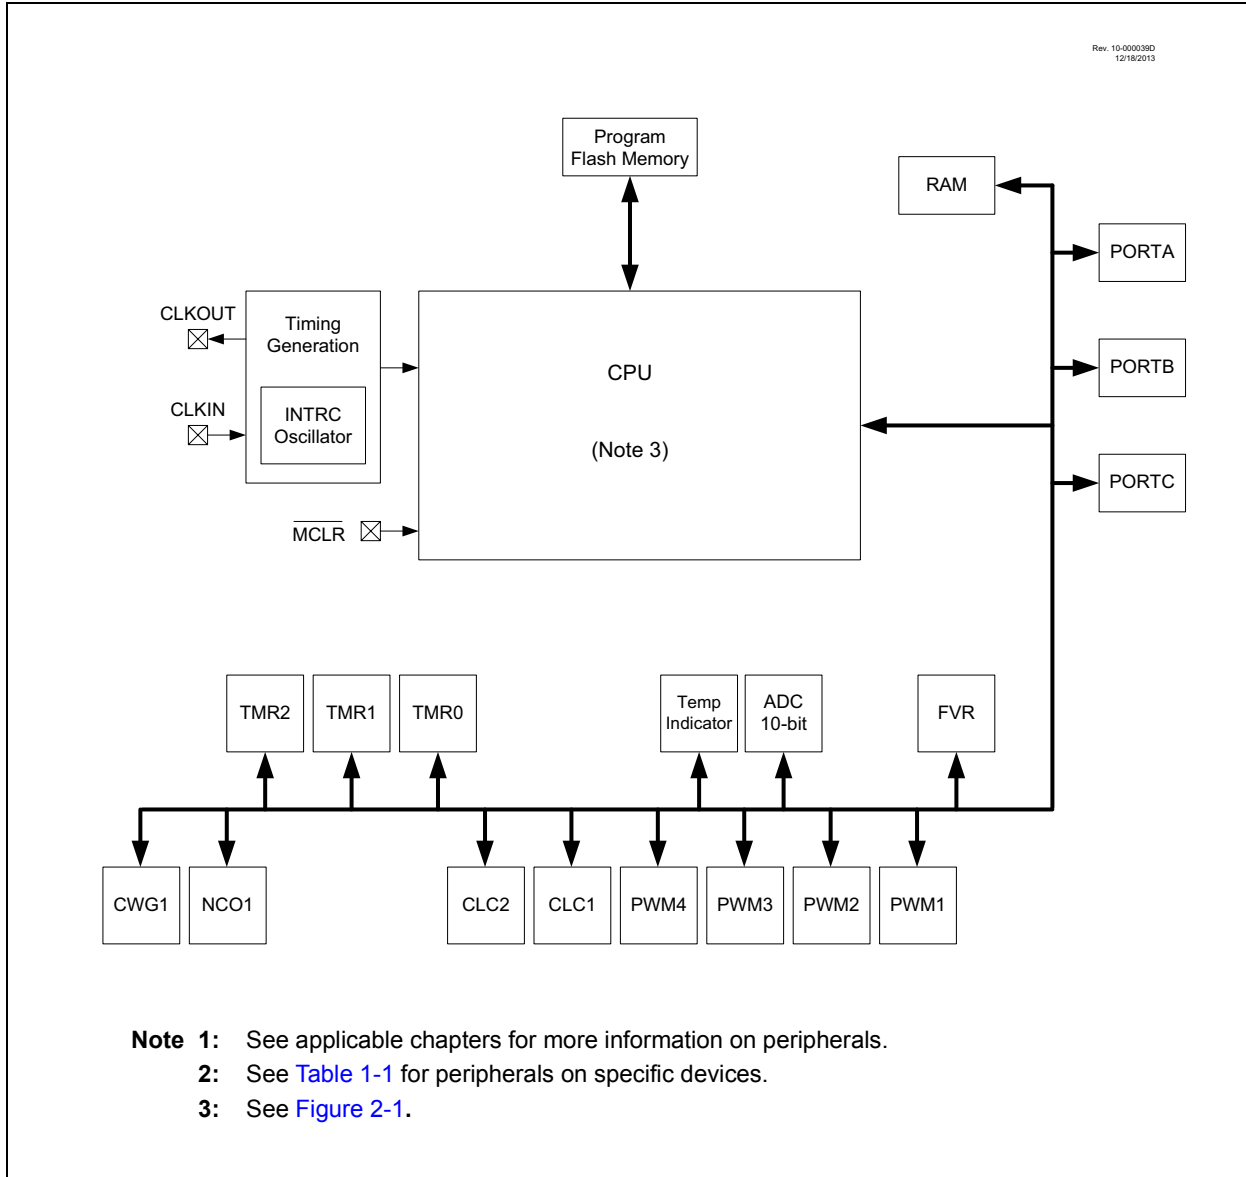 Rev. 10-000039D
12/18/2013
Program
Flash Memory
RAM
PORTA
CLKOUT
Timing
Generation
CPU
PORTB
CLKIN
INTRC
Oscillator
(Note 3)
PORTC
MCLR
TMR2
TMR1
TMR0
Temp
Indicator
ADC
10-bit
FVR
CWG1
NCO1
CLC2
CLC1
PWM4
PWM3
PWM2
PWM1
Note 1: See applicable chapters for more information on peripherals.
2: See Table 1-1 for peripherals on specific devices.
3: See Figure 2-1.